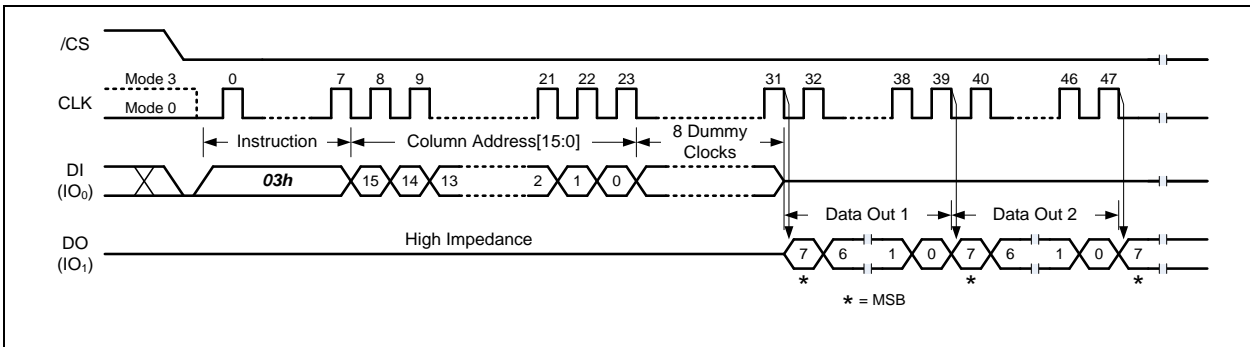 /CS
Mode 3 0 7 8 9 21 22 23 31 32 38 39 40 46 47
CLK
Mode 0
Instruction Column Address[15:0] 8 Dummy
Clocks
DI
(IO0)
03h 15 14 13 2 1 0
Data Out 1 Data Out 2
DO
(IO1)
High Impedance
7 6 1 0 7 6 1 0 7
* * *
* = MSB